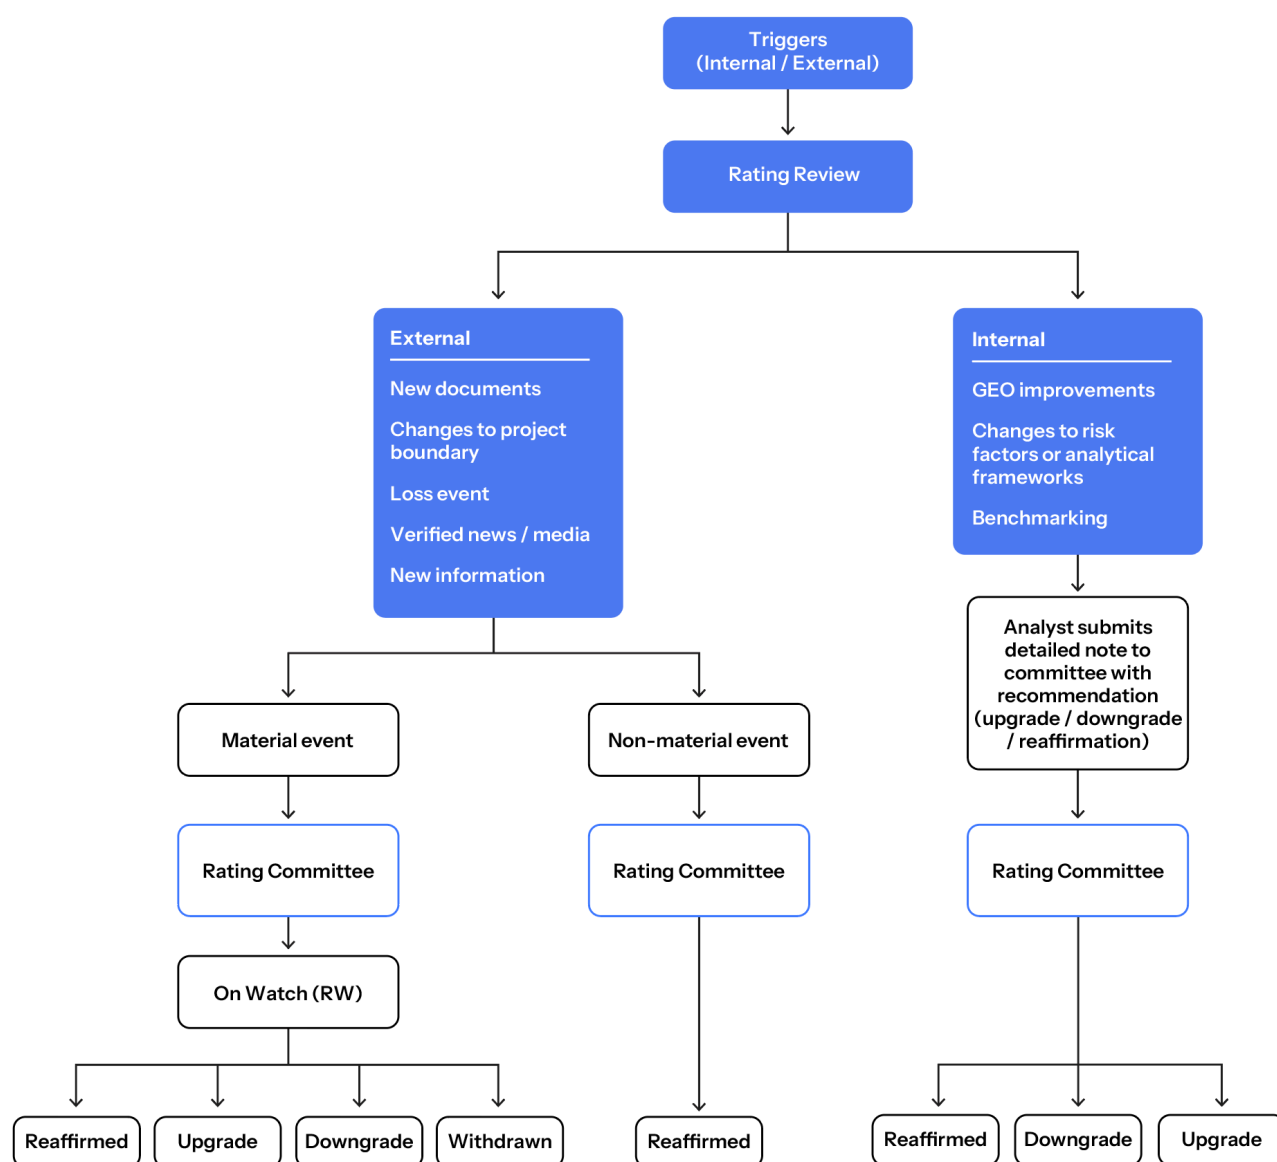 Triggers
(Internal / External)
Rating Review
External
New documents
Changes to project
boundary
Loss event
Verified news / media
New information
Internal
GEO improvements
Changes to risk
factors or analytical
frameworks
Benchmarking
Analyst submits
detailed note to
committee with
recommendation
(upgrade / downgrade
/ reaffirmation)
Material event
Non-material event
Rating Committee
Rating Committee
Rating Committee
On Watch (RW)
Reaffirmed
Upgrade
Downgrade
Withdrawn
Reaffirmed
Reaffirmed
Downgrade
Upgrade